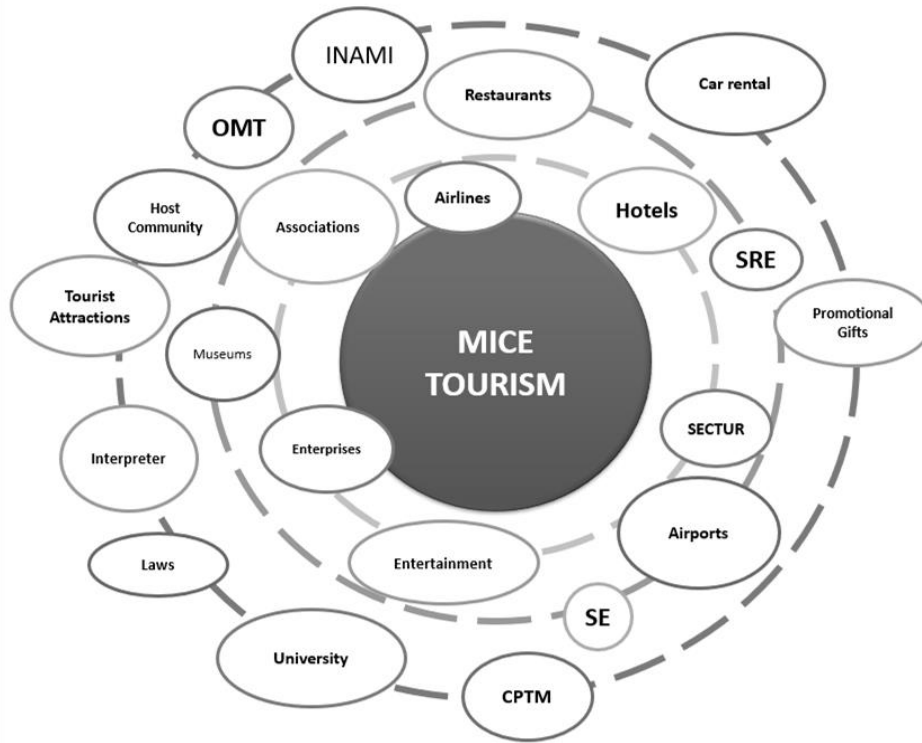 INAMI
Car rental
Restaurants
OMT
Airlines
Host
Community
Associations
Hotels
SRE
Tourist
Attractions
Promotional
Gifts
Museums
MICE
TOURISM
SECTUR
Enterprises
Interpreter
Airports
Entertainment
Laws
SE
University
CPTM